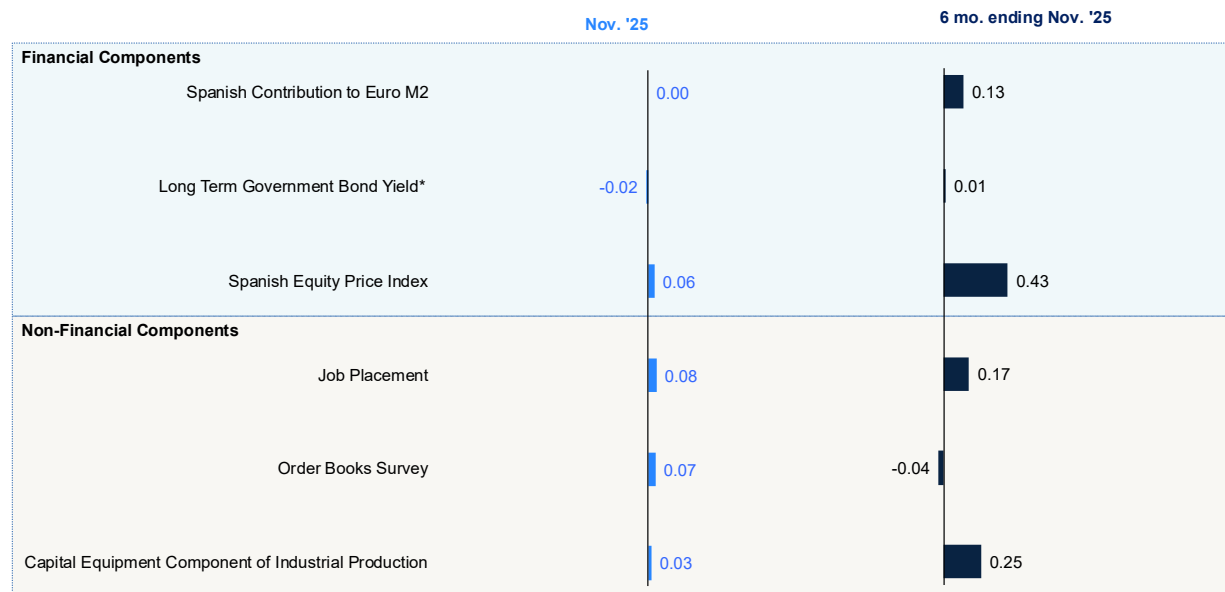 Nov. '25
6 mo. ending Nov. '25
Financial Components
Spanish Contribution to Euro M2
0.00
0.13
Long Term Government Bond Yield*
-0.02
0.01
Spanish Equity Price Index
0.06
0.43
Non-Financial Components
Job Placement
0.08
0.17
Order Books Survey
0.07
-0.04
Capital Equipment Component of Industrial Production
0.03
0.25